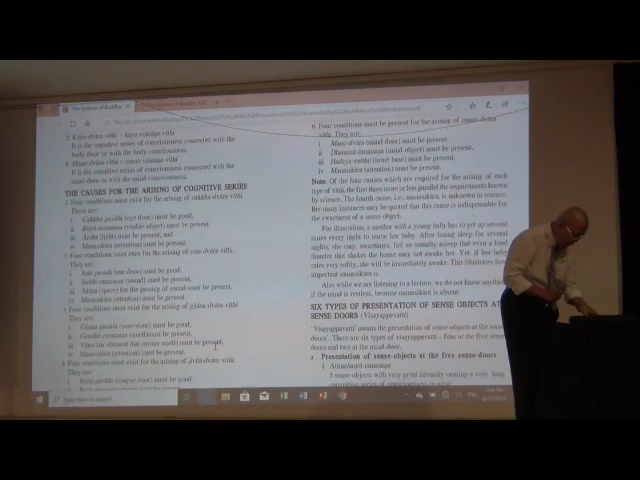 The Essence of Buddha
5 Kāya-dvāra-vīthi = kāya-viññāṇa-vīthi
It is the cognitive series of consciousness connected with the
body-door or with the body-consciousness.
6 Mano-dvāra-vīthi = mano-viññāṇa-vīthi
It is the cognitive series of consciousness connected with the
mind-door or with the mind-consciousness.
THE CAUSES FOR THE ARISING OF COGNITIVE SERIES
1 Four conditions must exist for the arising of cakkhu-dvāra-vīthi
These are:
i Cakkhu-pasāda (eye-door) must be good,
ii Rūpa-rammaṇa (visible-object) must be present,
iii Āloka (light) must be present, and
iv Manasikāra (attention) must be present.
2 Four conditions must exist for the arising of sota-dvāra-vīthi.
They are:
i Sota-pasāda (ear-door) must be good,
ii Sadda-rammaṇa (sound) must be present,
iii Ākāsa (space) for the passing of sound must be present,
iv Manasikāra (attention) must be present.
3 Four conditions must exist for the arising of ghāna-dvāra-vīthi.
They are:
i Ghāna-pasāda (nose-door) must be good,
ii Gandha-rammaṇa (smell) must be present,
iii Vāyo (the element that carries smell) must be present,
iv Manasikāra (attention) must be present.
4 Four conditions must exist for the arising of jivhā-dvāra-vīthi
They are:
i Jivhā-pasāda (tongue-door) must be good,
6 Four conditions must be present for the arising of mano-dvāra-
vīthi. They are:
i Mano-dvāra (mind-door) must be present,
ii Dhamma-rammaṇa (mind-object) must be present,
iii Hadaya-vatthu (heart-base) must be present, and
iv Manasikāra (attention) must be present.
Note: Of the four causes which are required for the arising of each
type of vīthi, the first three more or less parallel the requirements known
by science. The fourth cause, i.e., manasikāra, is unknown in science.
But many instances may be quoted that this cause is indispensable for
the awareness of a sense-object.
For illustration, a mother with a young baby has to get up several
times every night to nurse her baby. After losing sleep for several
nights, she may, sometimes, fall so soundly asleep that even a loud
thunder that shakes the house may not awake her. Yet, if her baby
cries very softly, she will be immediately awake. This illustrates how
important manasikāra is.
Also while we are listening to a lecture, we do not know anything
if the mind is restless, because manasikāra is absent.
SIX TYPES OF PRESENTATION OF SENSE OBJECTS AT
SENSE DOORS (Visayappavatti)
'Visayappavatti' means the presentation of sense-objects at the sense-
doors. There are six types of visayappavatti – four at the five sense-
doors and two at the mind-door.
a Presentation of sense-objects at the five sense-doors
1 Atimahantā-rammaṇa
5 sense-objects with very great intensity causing a very long
cognitive series of consciousness to arise
Type here to search
ENG